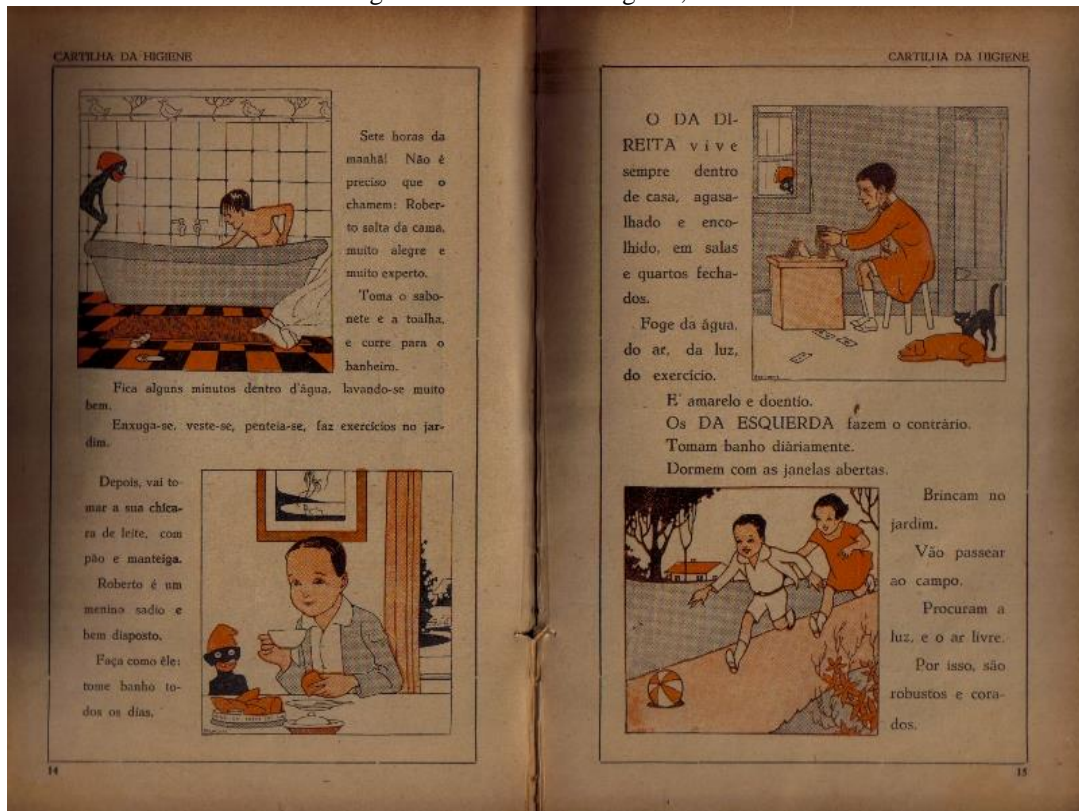 CARTILHA DA HIGIENE
Sete horas da
manhã! Não é
preciso que o
chamem: Rober-
to salta da cama,
muito alegre e
muito experto.
Toma o sabo-
nete e a toalha,
e corre para o
banheiro.
Fica alguns minutos dentro d'água, lavando-se muito
bem.
Enxuga-se, veste-se, penteia-se, faz exercícios no jar-
dim.
Depois, vai to-
mar a sua chíca-
ra de leite, com
pão e manteiga.
Roberto é um
menino sadio e
bem disposto.
Faça como êle:
tome banho to-
dos os dias.
14
CARTILHA DA HIGIENE
O DA DI-
REITA vive
sempre dentro
de casa, agasa-
lhado e enco-
lhido, em salas
e quartos fecha-
dos.
Foge da água,
do ar, da luz,
do exercício.
E' amarelo e doentio.
Os DA ESQUERDA fazem o contrário.
Tomam banho diàriamente.
Dormem com as janelas abertas.
Brincam no
jardim.
Vão passear
ao campo.
Procuram a
luz, e o ar livre.
Por isso, são
robustos e cora-
dos.
15